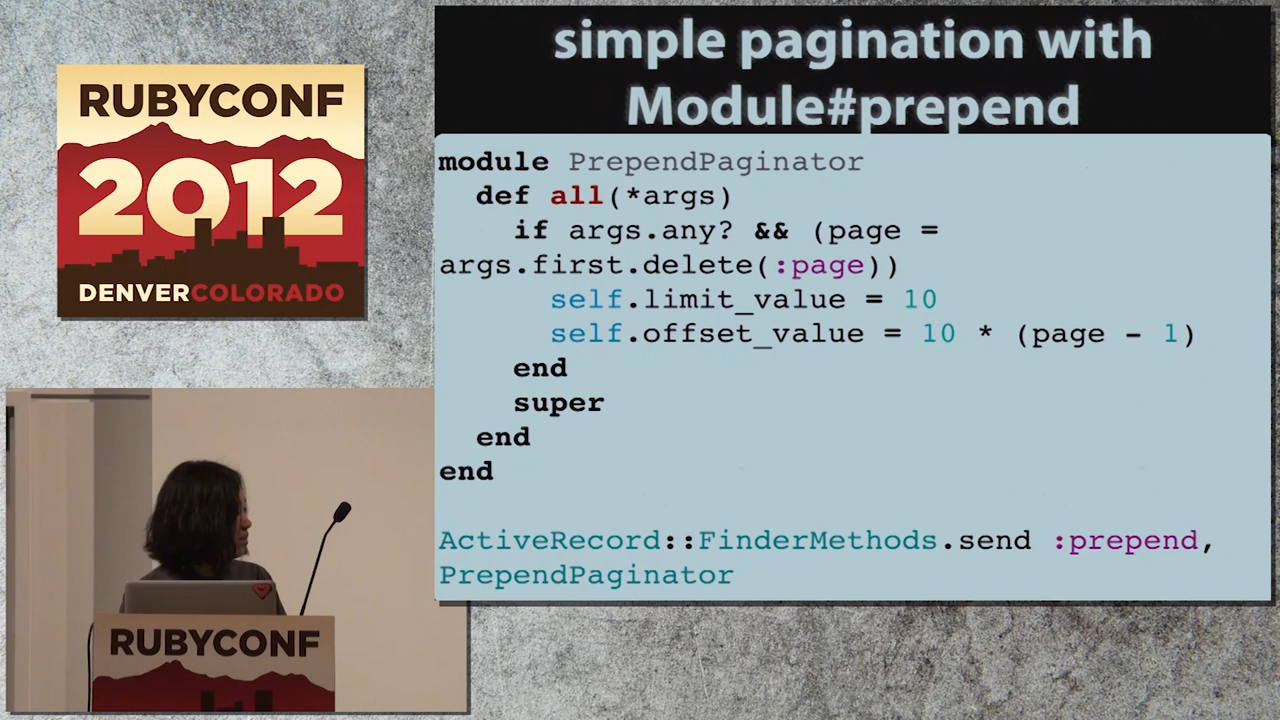 RUBYCONF
2012
DENVERCOLORADO
simple pagination with
Module#prepend
module PrependPaginator
def all(*args)
if args.any? && (page =
args.first.delete(:page))
self.limit_value = 10
self.offset_value = 10 * (page - 1)
end
super
end
end
ActiveRecord::FinderMethods.send :prepend,
PrependPaginator
RUBYCONF